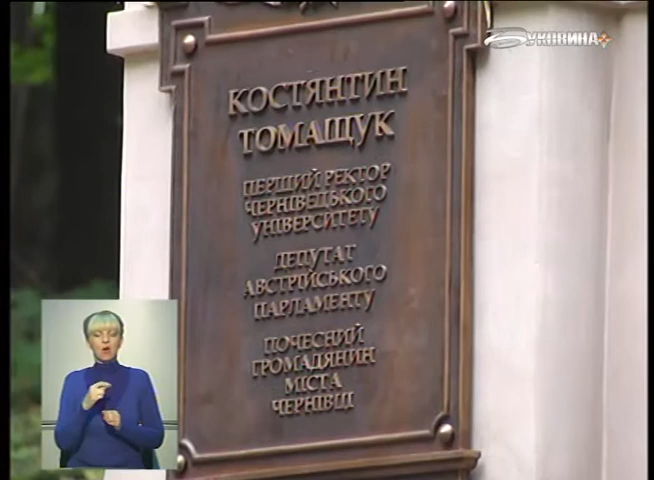 БУКОВИНА
КОСТЯНТИН
ТОМАЩУК
ПЕРШИЙ РЕКТОР
ЧЕРНІВЕЦЬКОГО
УНІВЕРСИТЕТУ
ДЕПУТАТ
АВСТРІЙСЬКОГО
ПАРЛАМЕНТУ
ПОЧЕСНИЙ
ГРОМАДЯНИН
МІСТА
ЧЕРНІВЦІ